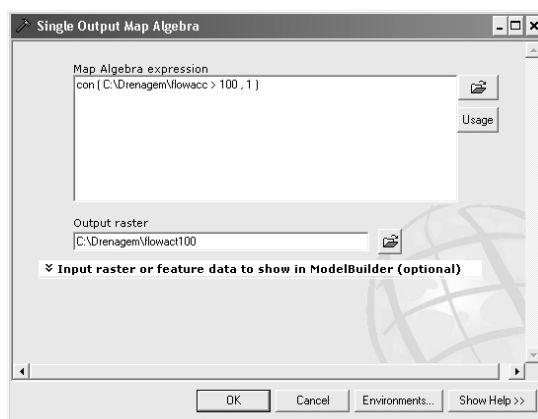 Single Output Map Algebra
Map Algebra expression
con ( C:\Drenagem\flowacc > 100 , 1 )
Usage
Output raster
C:\Drenagem\flowact100
Input raster or feature data to show in ModelBuilder (optional)
OK Cancel Environments... Show Help >>